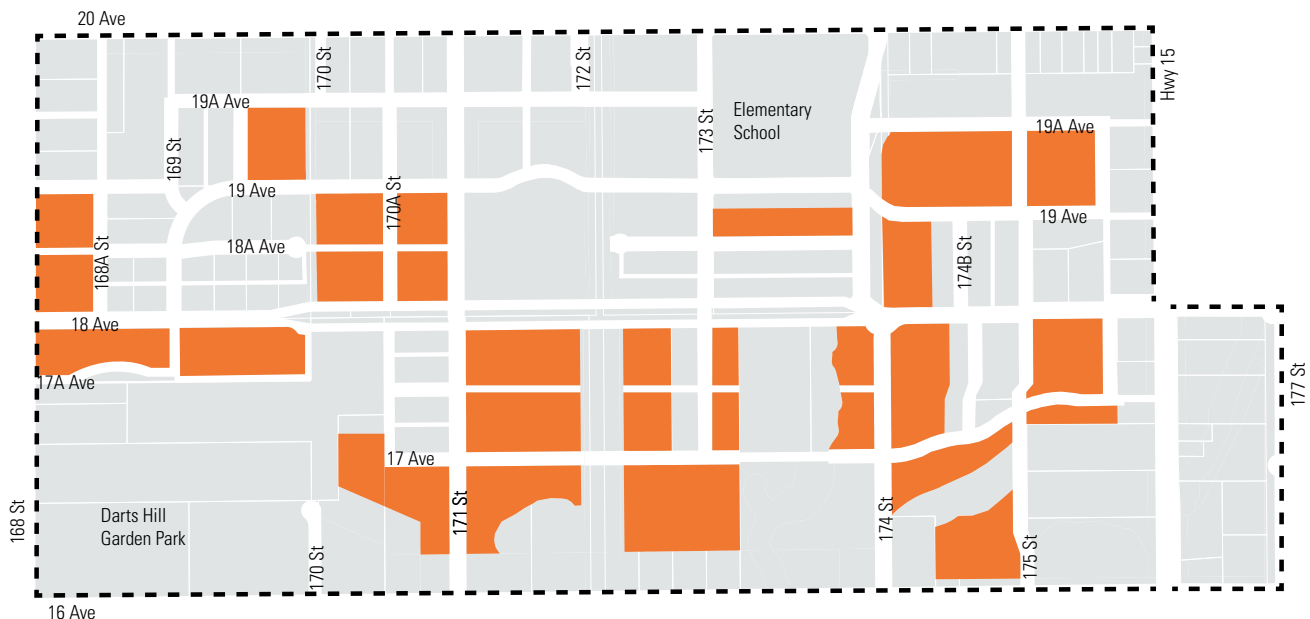 20 Ave
170 St
172 St
Hwy 15
19A Ave
173 St
Elementary
School
19A Ave
169 St
170A St
19 Ave
19 Ave
168A St
18A Ave
174B St
18 Ave
17A Ave
177 St
17 Ave
168 St
Darts Hill
Garden Park
171 St
174 St
175 St
170 St
16 Ave